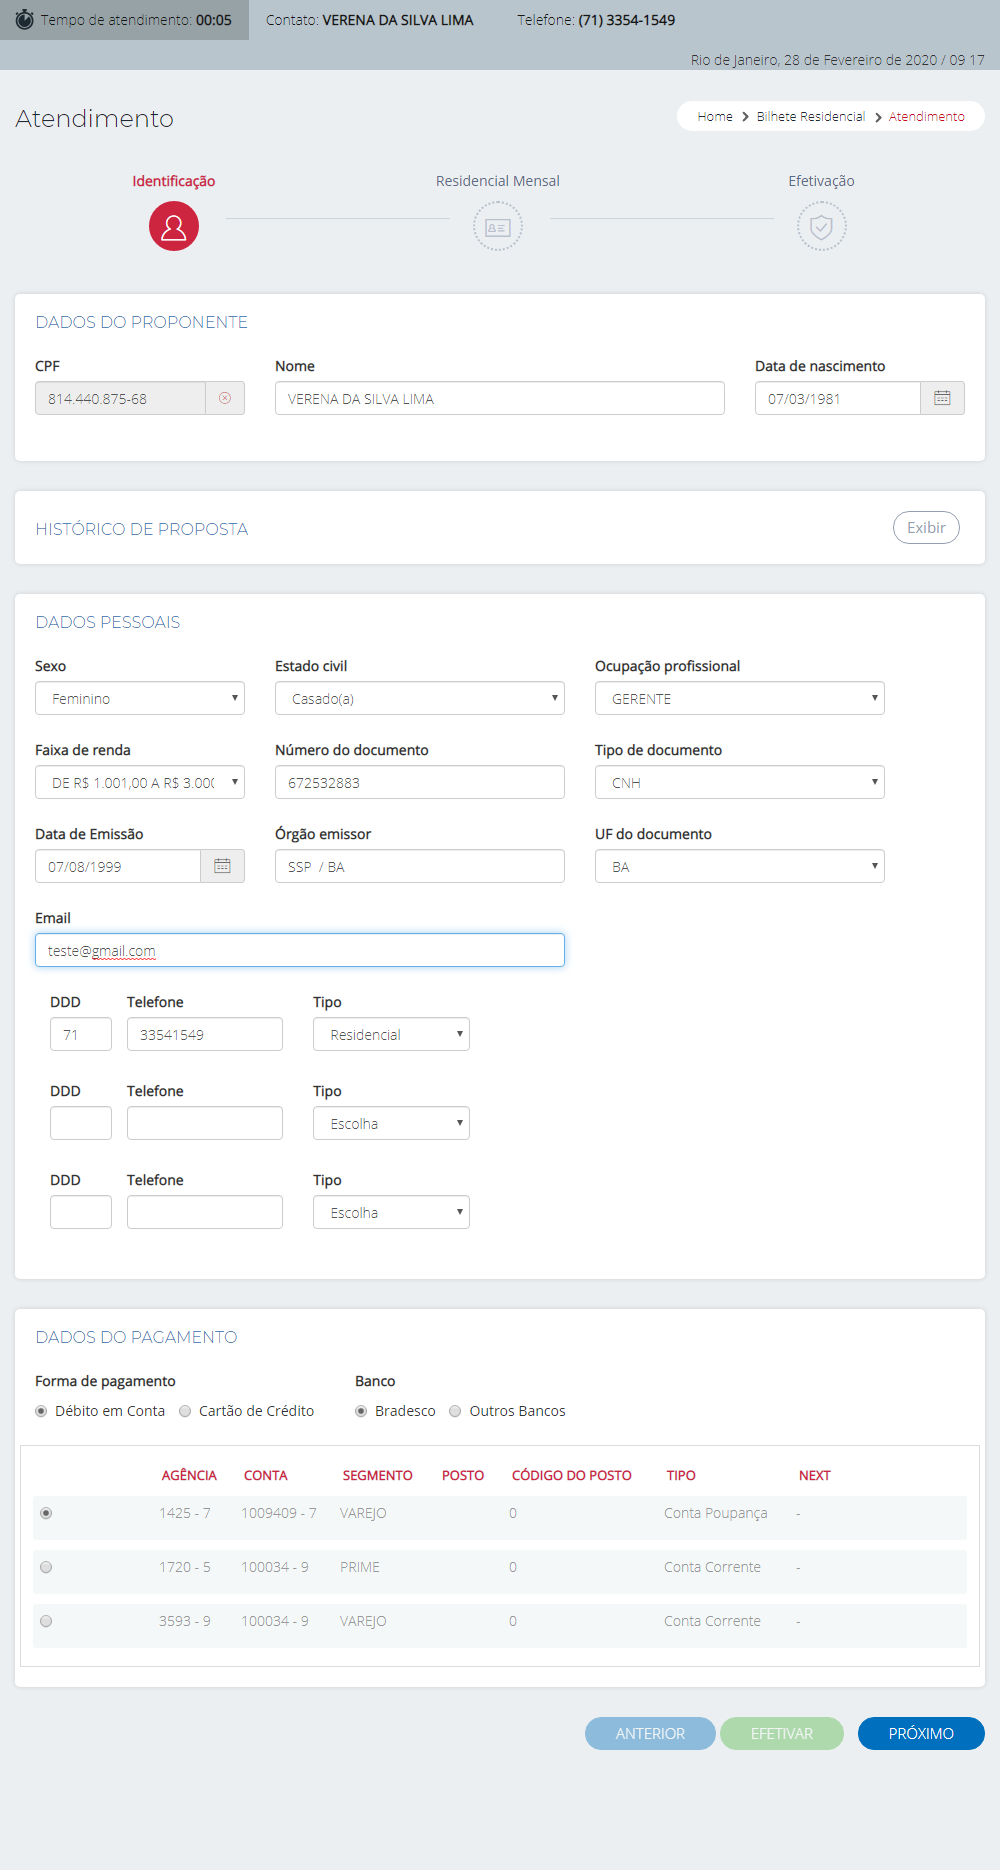 Tempo de atendimento: 00:05 Contato: VERENA DA SILVA LIMA Telefone: (71) 3354-1549
Rio de Janeiro, 28 de Fevereiro de 2020 / 09 17
Atendimento
Home > Bilhete Residencial > Atendimento
Identificação Residencial Mensal Efetivação
DADOS DO PROPONENTE
CPF Nome Data de nascimento
814.440.875-68 VERENA DA SILVA LIMA 07/03/1981
HISTÓRICO DE PROPOSTA Exibir
DADOS PESSOAIS
Sexo Estado civil Ocupação profissional
Feminino Casado(a) GERENTE
Faixa de renda Número do documento Tipo de documento
DE R$ 1.001,00 A R$ 3.000 672532883 CNH
Data de Emissão Órgão emissor UF do documento
07/08/1999 SSP / BA BA
Email
teste@gmail.com
DDD Telefone Tipo
71 33541549 Residencial
DDD Telefone Tipo
Escolha
DDD Telefone Tipo
Escolha
DADOS DO PAGAMENTO
Forma de pagamento Banco
Débito em Conta Cartão de Crédito Bradesco Outros Bancos
AGÊNCIA CONTA SEGMENTO POSTO CÓDIGO DO POSTO TIPO NEXT
1425 - 7 1009409 - 7 VAREJO 0 Conta Poupança -
1720 - 5 100034 - 9 PRIME 0 Conta Corrente -
3593 - 9 100034 - 9 VAREJO 0 Conta Corrente -
ANTERIOR EFETIVAR PRÓXIMO